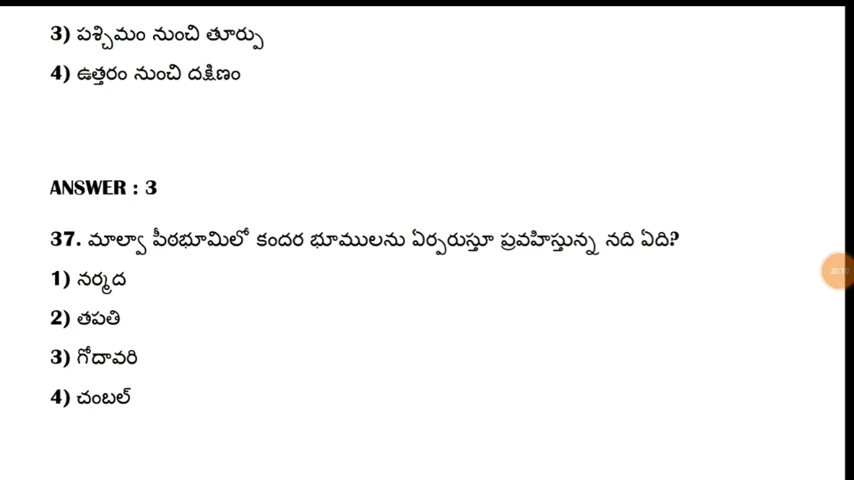 3) పశ్చిమం నుంచి తూర్పు
4) ఉత్తరం నుంచి దక్షిణం
ANSWER : 3
37. మాల్వా పీఠభూమిలో కందర భూములను ఏర్పరుస్తూ ప్రవహిస్తున్న నది ఏది?
1) నర్మద
2) తపతి
3) గోదావరి
4) చంబల్